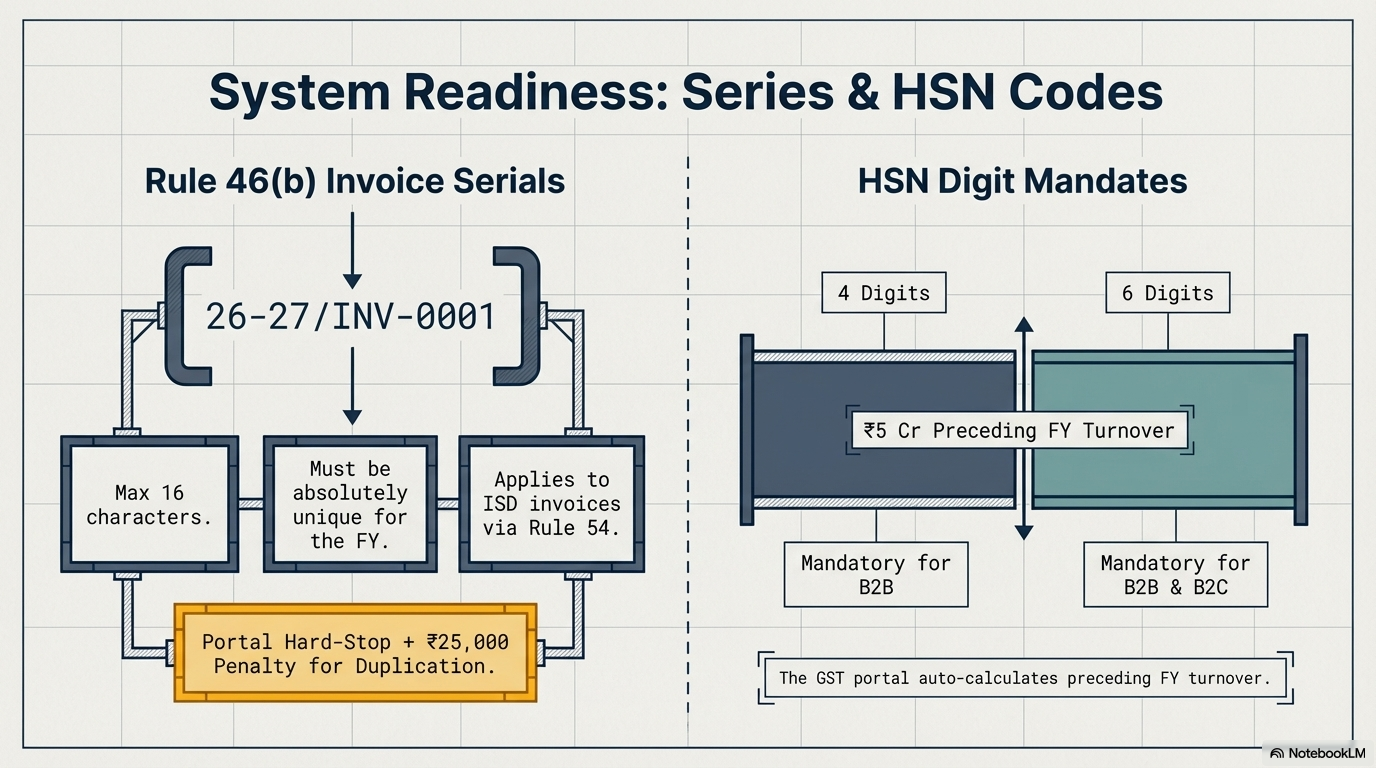 System Readiness: Series & HSN Codes
Rule 46(b) Invoice Serials
26-27/INV-0001
Max 16
characters.
Must be
absolutely
unique for
the FY.
Applies to
ISD invoices
via Rule 54.
Portal Hard-Stop + ₹25,000
Penalty for Duplication.
HSN Digit Mandates
4 Digits
6 Digits
₹5 Cr Preceding FY Turnover
Mandatory for
B2B
Mandatory for
B2B & B2C
The GST portal auto-calculates preceding FY turnover.
NotebookLM